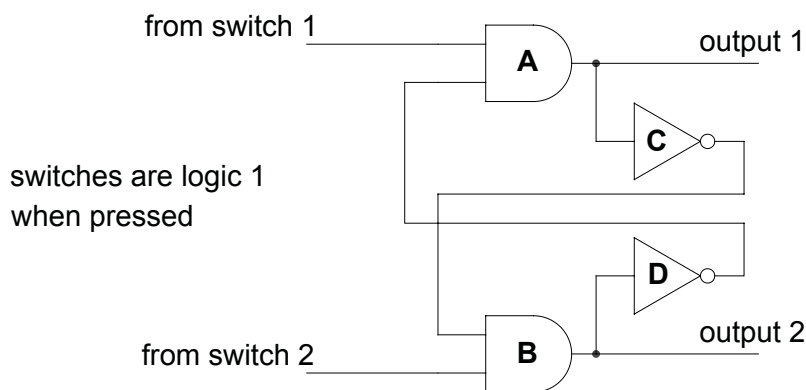 from switch 1
output 1
A
C
switches are logic 1
when pressed
D
output 2
B
from switch 2